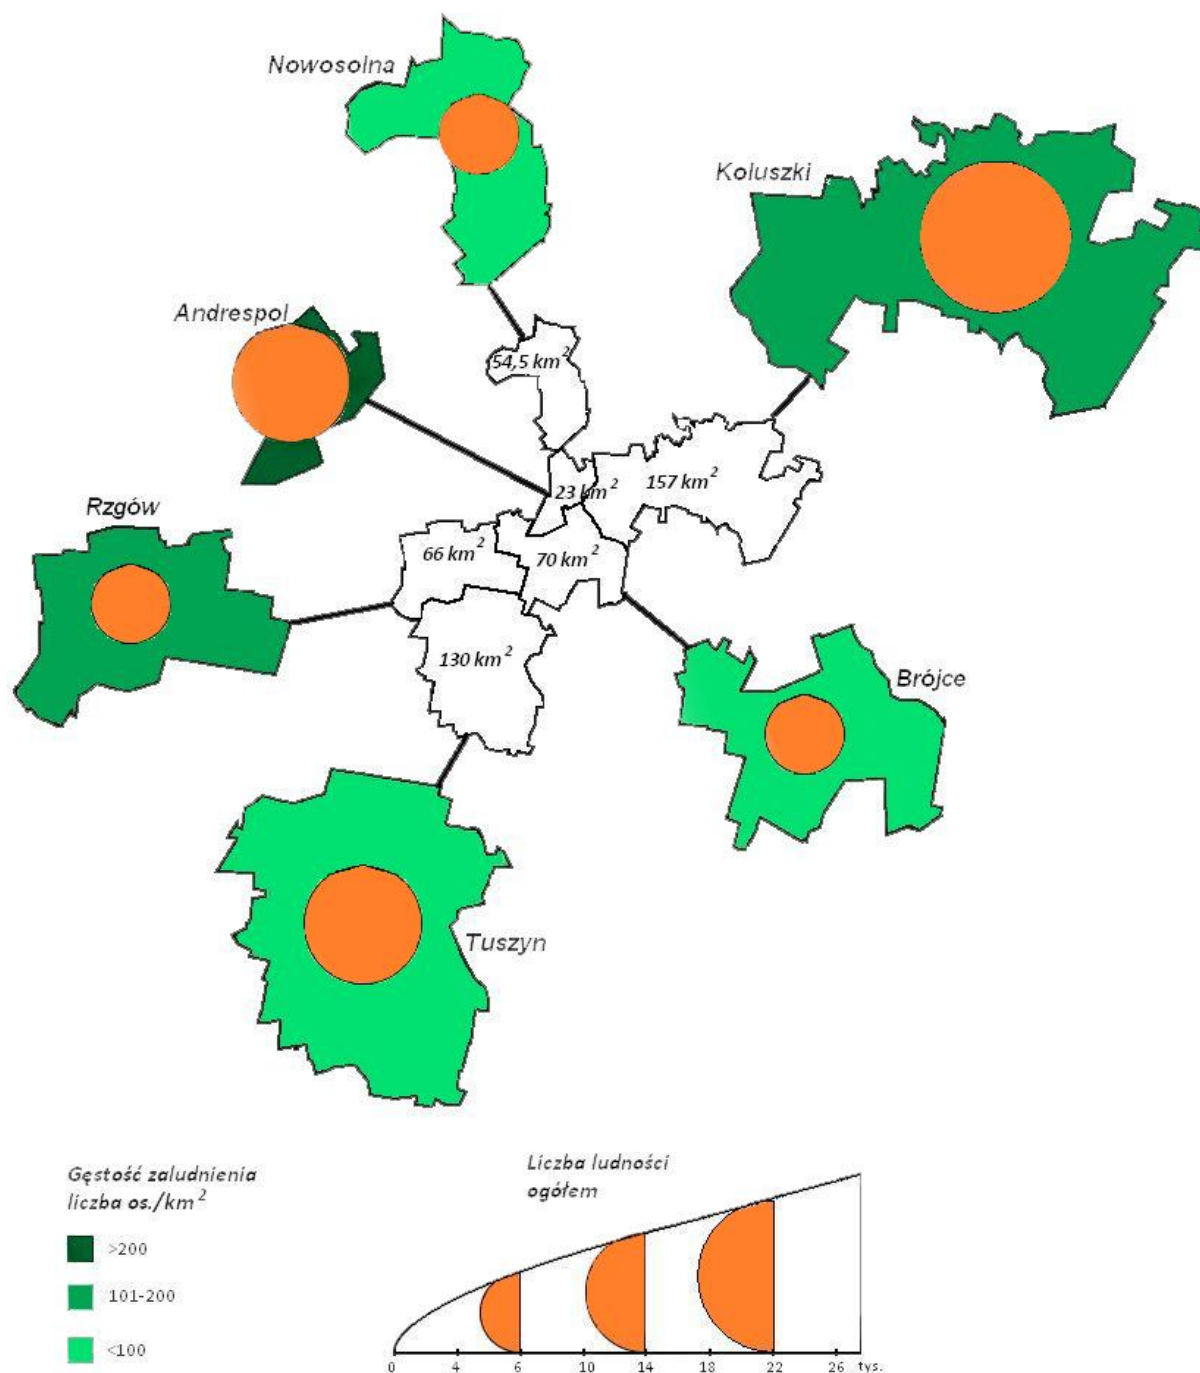 Nowosolna
Koluszki
Andrespol
54,5 km²
Rzgów
157 km²
23 km²
66 km²
70 km²
130 km²
Brójce
Tuszyn
Gęstość zaludnienia
liczba os./km²
>200
101-200
<100
Liczba ludności
ogółem
0 4 6 10 14 18 22 26 tys.